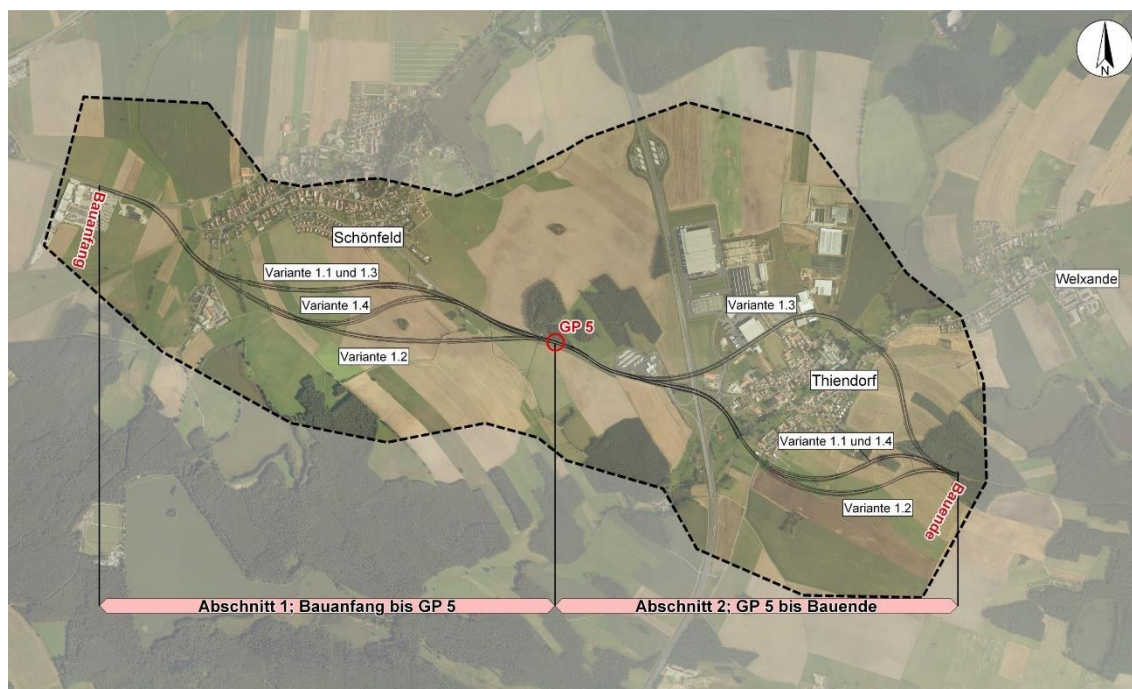 N
Bauanfang
Schönfeld
Variante 1.1 und 1.3
Welxande
Variante 1.4
Variante 1.3
GP 5
Variante 1.2
Thiendorf
Variante 1.1 und 1.4
Variante 1.2
Bauende
Abschnitt 1; Bauanfang bis GP 5
Abschnitt 2; GP 5 bis Bauende